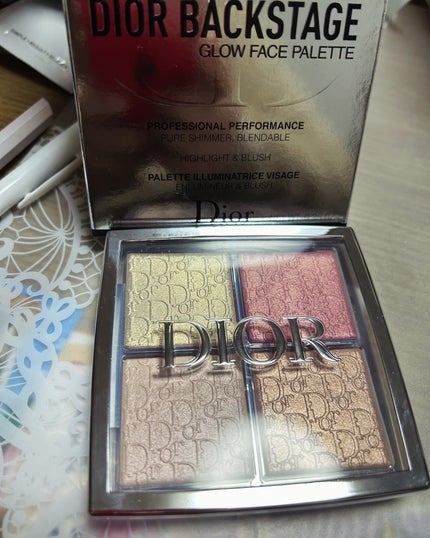 DIOR BACKSTAGE
GLOW FACE PALETTE
PROFESSIONAL PERFORMANCE
PURE SHIMMER, BLENDABLE
HIGHLIGHT & BLUSH
PALETTE ILLUMINATRICE VISAGE
ENLUMINEUR & BLUSH
Dior
DIOR